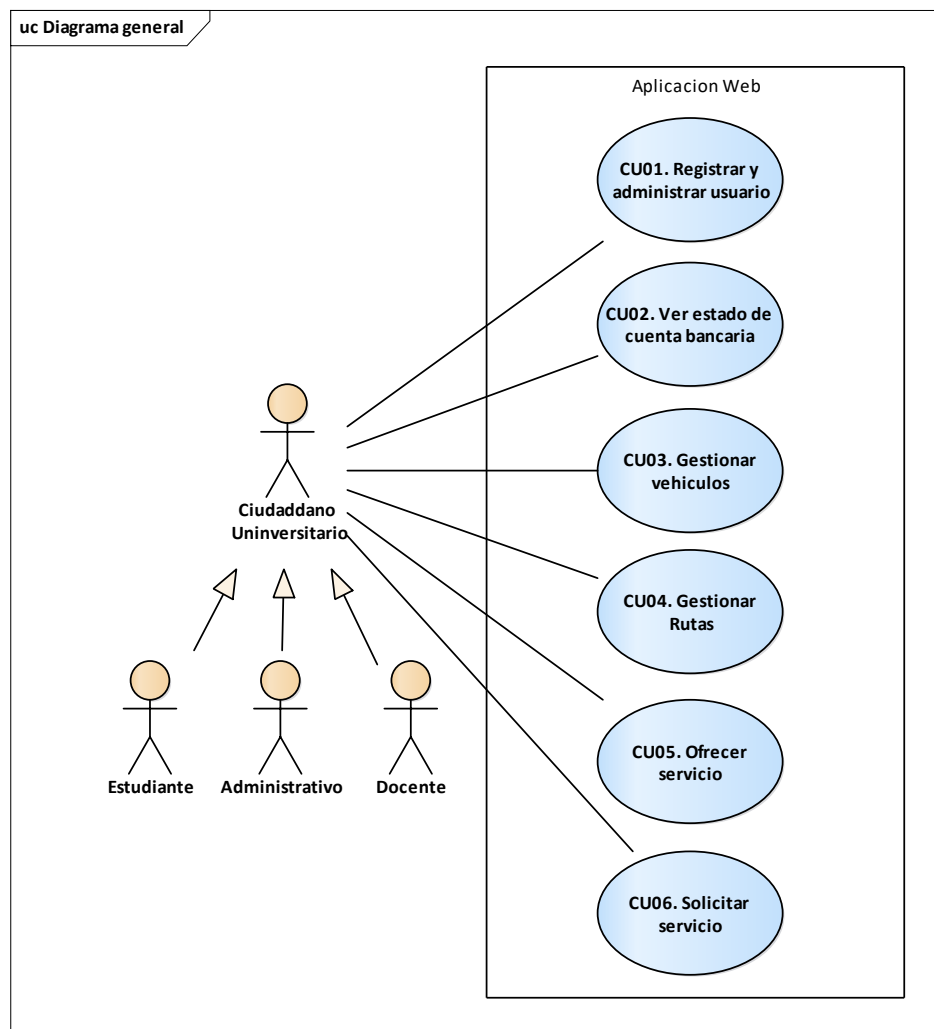 uc Diagrama general
Aplicacion Web
CU01. Registrar y
administrar usuario
CU02. Ver estado de
cuenta bancaria
CU03. Gestionar
vehiculos
CU04. Gestionar
Rutas
CU05. Ofrecer
servicio
CU06. Solicitar
servicio
Ciudaddano
Uninversitario
Estudiante
Administrativo
Docente